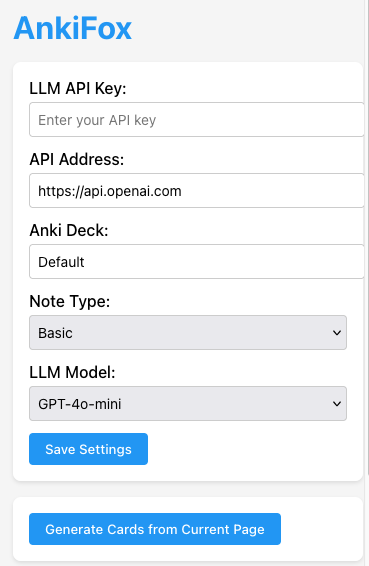 AnkiFox
LLM API Key:
Enter your API key
API Address:
https://api.openai.com
Anki Deck:
Default
Note Type:
Basic
LLM Model:
GPT-4o-mini
Save Settings
Generate Cards from Current Page